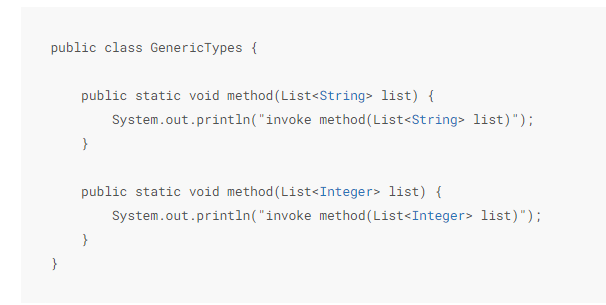 public class GenericTypes {
public static void method(List<String> list) {
System.out.println("invoke method(List<String> list)");
}
public static void method(List<Integer> list) {
System.out.println("invoke method(List<Integer> list)");
}
}